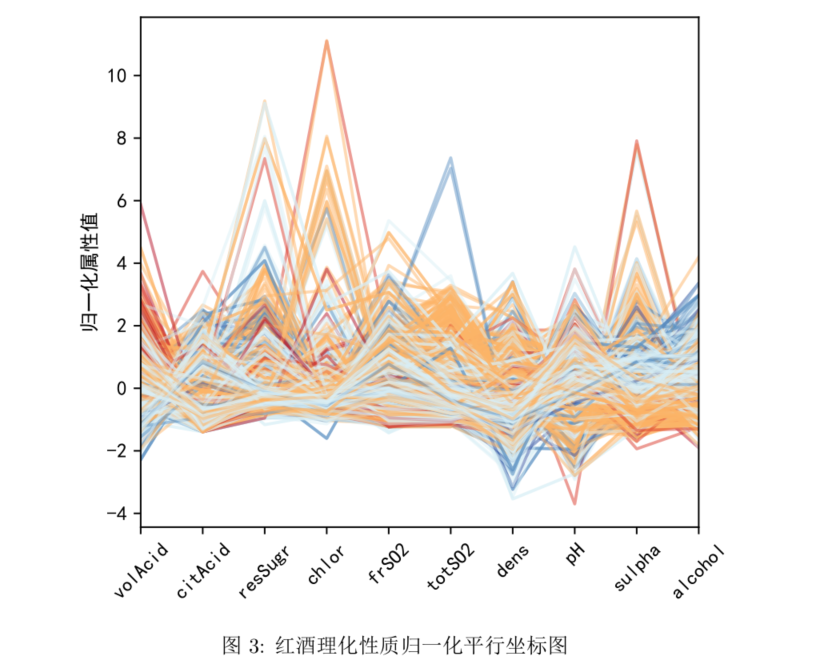 10
8
6
4
2
0
−2
−4
归一化属性值
volAcid
citAcid
resSugr
chlor
frSO2
totSO2
dens
pH
sulpha
alcohol
图 3: 红酒理化性质归一化平行坐标图